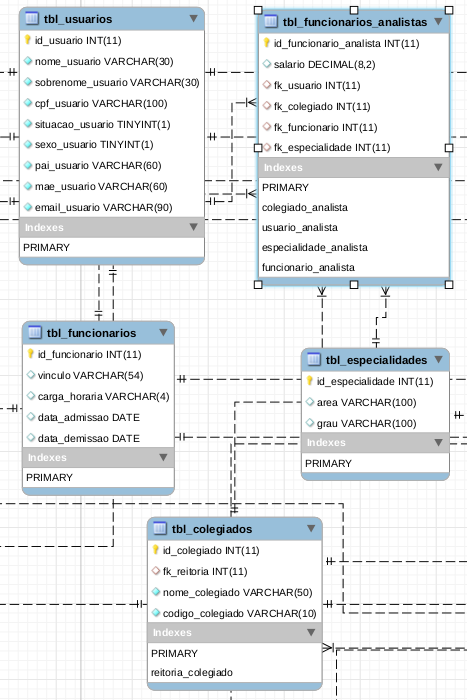 tbl_usuarios
id_usuario INT(11)
nome_usuario VARCHAR(30)
sobrenome_usuario VARCHAR(30)
cpf_usuario VARCHAR(100)
situacao_usuario TINYINT(1)
sexo_usuario TINYINT(1)
pai_usuario VARCHAR(60)
mae_usuario VARCHAR(60)
email_usuario VARCHAR(90)
Indexes
PRIMARY
tbl_funcionarios_analistas
id_funcionario_analista INT(11)
salario DECIMAL(8,2)
fk_usuario INT(11)
fk_colegiado INT(11)
fk_funcionario INT(11)
fk_especialidade INT(11)
Indexes
PRIMARY
colegiado_analista
usuario_analista
especialidade_analista
funcionario_analista
tbl_funcionarios
id_funcionario INT(11)
vinculo VARCHAR(54)
carga_horaria VARCHAR(4)
data_admissao DATE
data_demissao DATE
Indexes
PRIMARY
tbl_especialidades
id_especialidade INT(11)
area VARCHAR(100)
grau VARCHAR(100)
Indexes
PRIMARY
tbl_colegiados
id_colegiado INT(11)
fk_reitoria INT(11)
nome_colegiado VARCHAR(50)
codigo_colegiado VARCHAR(10)
Indexes
PRIMARY
reitoria_colegiado